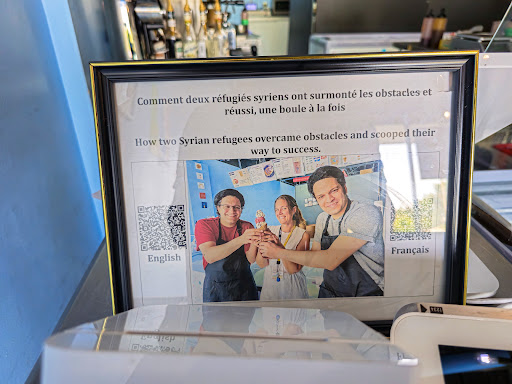 Comment deux réfugiés syriens ont surmonté les obstacles et
réussi, une boule à la fois
How two Syrian refugees overcame obstacles and scooped their
way to success.
English
Français